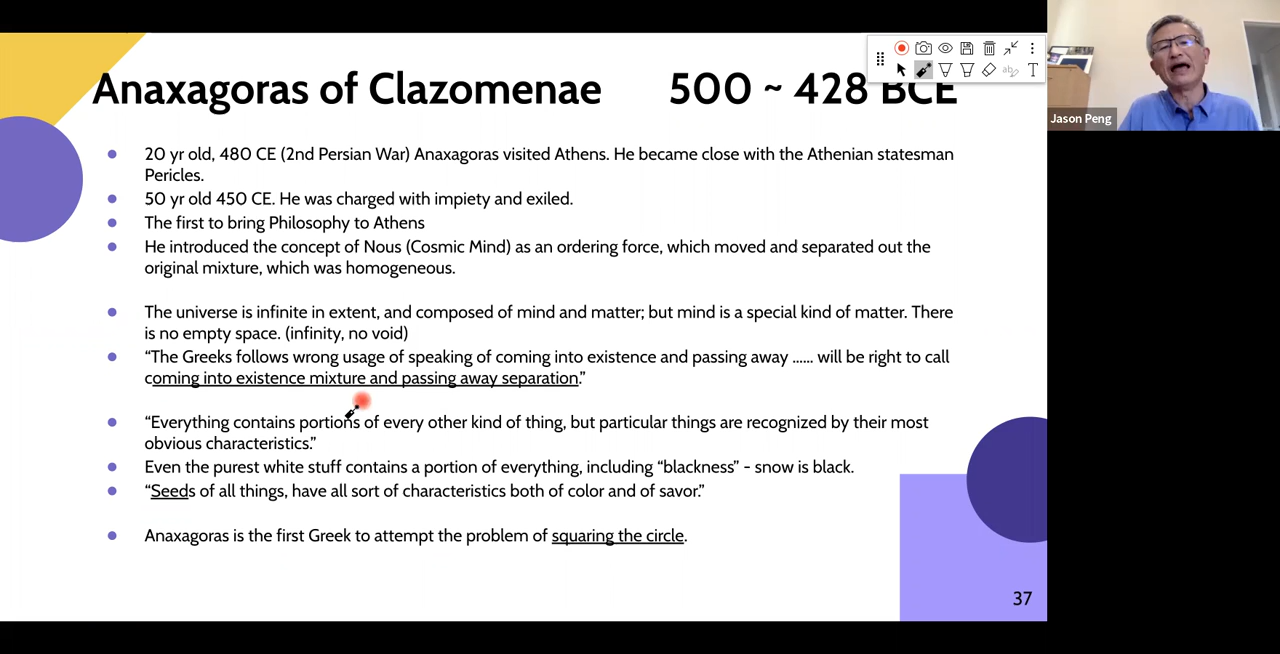 Anaxagoras of Clazomenae 500 ~ 428 BCE
Jason Peng
20 yr old, 480 CE (2nd Persian War) Anaxagoras visited Athens. He became close with the Athenian statesman
Pericles.
50 yr old 450 CE. He was charged with impiety and exiled.
The first to bring Philosophy to Athens
He introduced the concept of Nous (Cosmic Mind) as an ordering force, which moved and separated out the
original mixture, which was homogeneous.
The universe is infinite in extent, and composed of mind and matter; but mind is a special kind of matter. There
is no empty space. (infinity, no void)
“The Greeks follows wrong usage of speaking of coming into existence and passing away ...... will be right to call
coming into existence mixture and passing away separation.”
“Everything contains portions of every other kind of thing, but particular things are recognized by their most
obvious characteristics.”
Even the purest white stuff contains a portion of everything, including “blackness” - snow is black.
“Seeds of all things, have all sort of characteristics both of color and of savor.”
Anaxagoras is the first Greek to attempt the problem of squaring the circle.
37